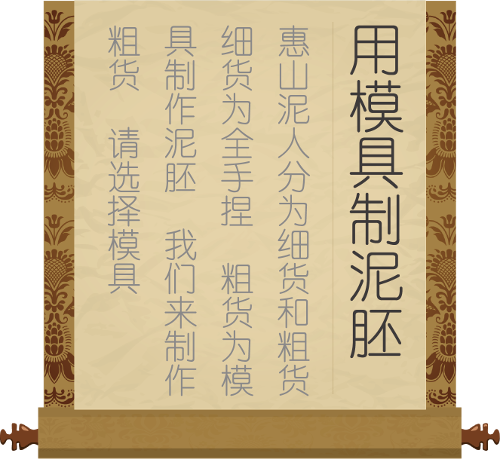 用模具制泥胚
惠山泥人分为细货和粗货
细货为全手捏 粗货为模
具制作泥胚 我们来制作
粗货 请选择模具